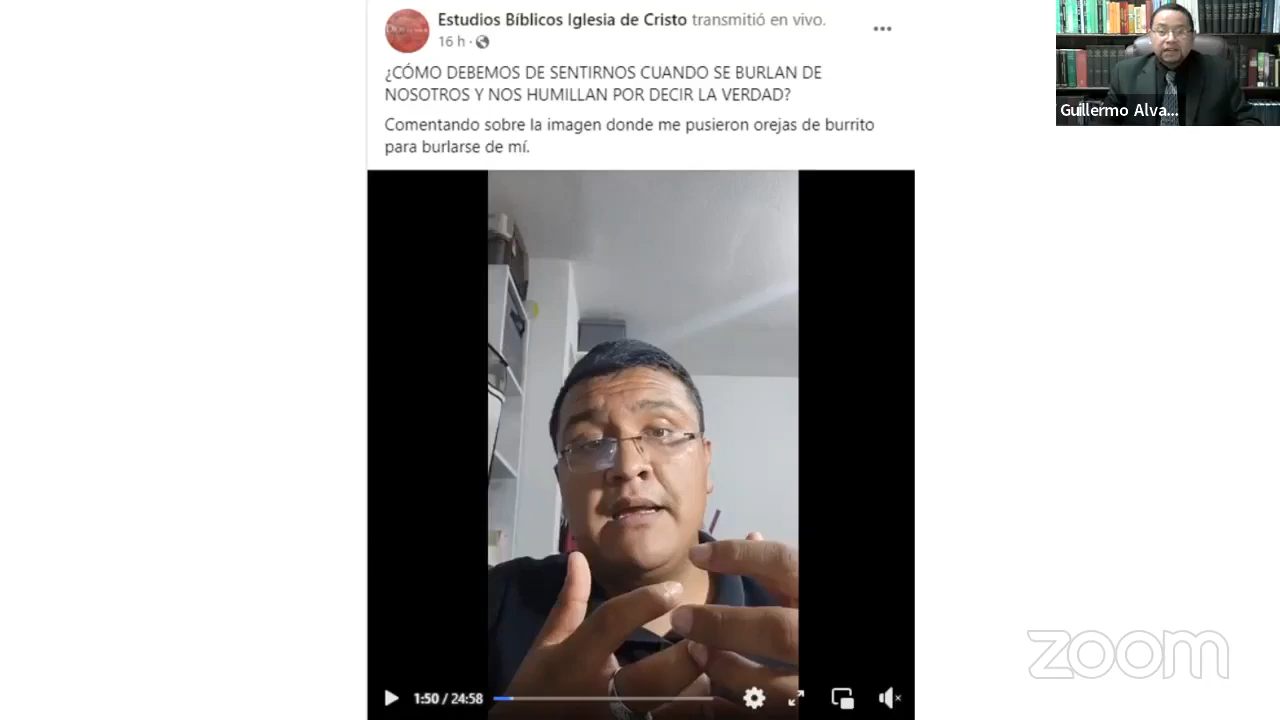 Estudios Bíblicos Iglesia de Cristo transmitió en vivo.
16 h ·
¿CÓMO DEBEMOS DE SENTIRNOS CUANDO SE BURLAN DE
NOSOTROS Y NOS HUMILLAN POR DECIR LA VERDAD?
Comentando sobre la imagen donde me pusieron orejas de burrito
para burlarse de mí.
Guillermo Alva...
1:50 / 24:58
zoom